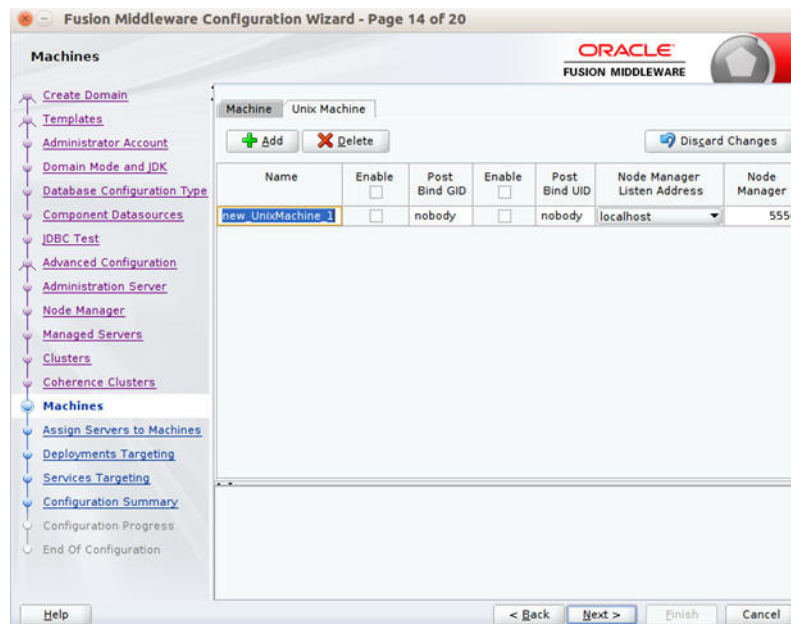 Fusion Middleware Configuration Wizard - Page 14 of 20
Machines
ORACLE
FUSION MIDDLEWARE
Create Domain
Templates
Administrator Account
Domain Mode and JDK
Database Configuration Type
Component Datasources
JDBC Test
Advanced Configuration
Administration Server
Node Manager
Managed Servers
Clusters
Coherence Clusters
Machines
Assign Servers to Machines
Deployments Targeting
Services Targeting
Configuration Summary
Configuration Progress
End Of Configuration
Machine Unix Machine
Add Delete Discard Changes
Name Enable Post Bind GID Enable Post Bind UID Node Manager Listen Address Node Manager
new_UnixMachine_1 nobody nobody localhost
Help < Back Next > Finish Cancel